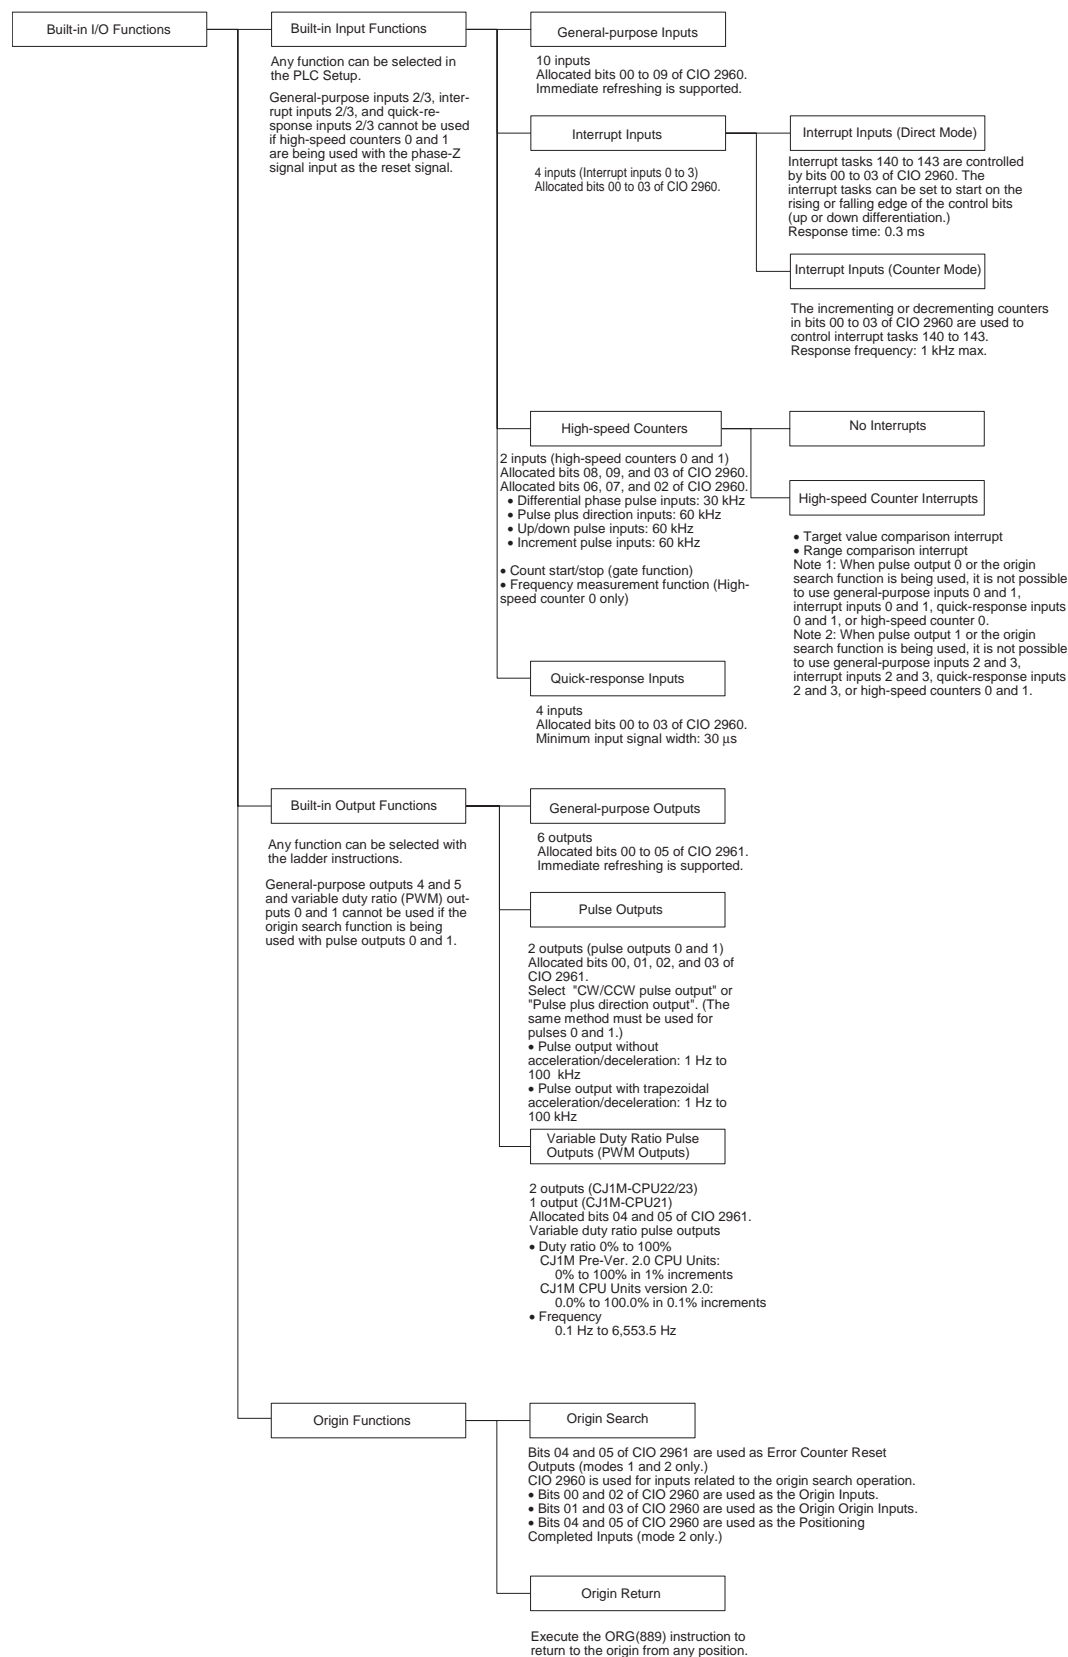 Built-in I/O Functions
Built-in Input Functions
Any function can be selected in
the PLC Setup.
General-purpose inputs 2/3, inter-
rupt inputs 2/3, and quick-re-
sponse inputs 2/3 cannot be used
if high-speed counters 0 and 1
are being used with the phase-Z
signal input as the reset signal.
General-purpose Inputs
10 inputs
Allocated bits 00 to 09 of CIO 2960.
Immediate refreshing is supported.
Interrupt Inputs
4 inputs (Interrupt inputs 0 to 3)
Allocated bits 00 to 03 of CIO 2960.
Interrupt Inputs (Direct Mode)
Interrupt tasks 140 to 143 are controlled
by bits 00 to 03 of CIO 2960. The
interrupt tasks can be set to start on the
rising or falling edge of the control bits
(up or down differentiation.)
Response time: 0.3 ms
Interrupt Inputs (Counter Mode)
The incrementing or decrementing counters
in bits 00 to 03 of CIO 2960 are used to
control interrupt tasks 140 to 143.
Response frequency: 1 kHz max.
High-speed Counters
2 inputs (high-speed counters 0 and 1)
Allocated bits 08, 09, and 03 of CIO 2960.
Allocated bits 06, 07, and 02 of CIO 2960.
• Differential phase pulse inputs: 30 kHz
• Pulse plus direction inputs: 60 kHz
• Up/down pulse inputs: 60 kHz
• Increment pulse inputs: 60 kHz
• Count start/stop (gate function)
• Frequency measurement function (High-
speed counter 0 only)
No Interrupts
High-speed Counter Interrupts
• Target value comparison interrupt
• Range comparison interrupt
Note 1: When pulse output 0 or the origin
search function is being used, it is not possible
to use general-purpose inputs 0 and 1,
interrupt inputs 0 and 1, quick-response inputs
0 and 1, or high-speed counter 0.
Note 2: When pulse output 1 or the origin
search function is being used, it is not possible
to use general-purpose inputs 2 and 3,
interrupt inputs 2 and 3, quick-response inputs
2 and 3, or high-speed counters 0 and 1.
Quick-response Inputs
4 inputs
Allocated bits 00 to 03 of CIO 2960.
Minimum input signal width: 30 μs
Built-in Output Functions
Any function can be selected with
the ladder instructions.
General-purpose outputs 4 and 5
and variable duty ratio (PWM) out-
puts 0 and 1 cannot be used if the
origin search function is being
used with pulse outputs 0 and 1.
General-purpose Outputs
6 outputs
Allocated bits 00 to 05 of CIO 2961.
Immediate refreshing is supported.
Pulse Outputs
2 outputs (pulse outputs 0 and 1)
Allocated bits 00, 01, 02, and 03 of
CIO 2961.
Select "CW/CCW pulse output" or
"Pulse plus direction output". (The
same method must be used for
pulses 0 and 1.)
• Pulse output without
acceleration/deceleration: 1 Hz to
100 kHz
• Pulse output with trapezoidal
acceleration/deceleration: 1 Hz to
100 kHz
Variable Duty Ratio Pulse
Outputs (PWM Outputs)
2 outputs (CJ1M-CPU22/23)
1 output (CJ1M-CPU21)
Allocated bits 04 and 05 of CIO 2961.
Variable duty ratio pulse outputs
• Duty ratio 0% to 100%
CJ1M Pre-Ver. 2.0 CPU Units:
0% to 100% in 1% increments
CJ1M CPU Units version 2.0:
0.0% to 100.0% in 0.1% increments
• Frequency
0.1 Hz to 6,553.5 Hz
Origin Functions
Origin Search
Bits 04 and 05 of CIO 2961 are used as Error Counter Reset
Outputs (modes 1 and 2 only.)
CIO 2960 is used for inputs related to the origin search operation.
• Bits 00 and 02 of CIO 2960 are used as the Origin Inputs.
• Bits 01 and 03 of CIO 2960 are used as the Origin Origin Inputs.
• Bits 04 and 05 of CIO 2960 are used as the Positioning
Completed Inputs (mode 2 only.)
Origin Return
Execute the ORG(889) instruction to
return to the origin from any position.